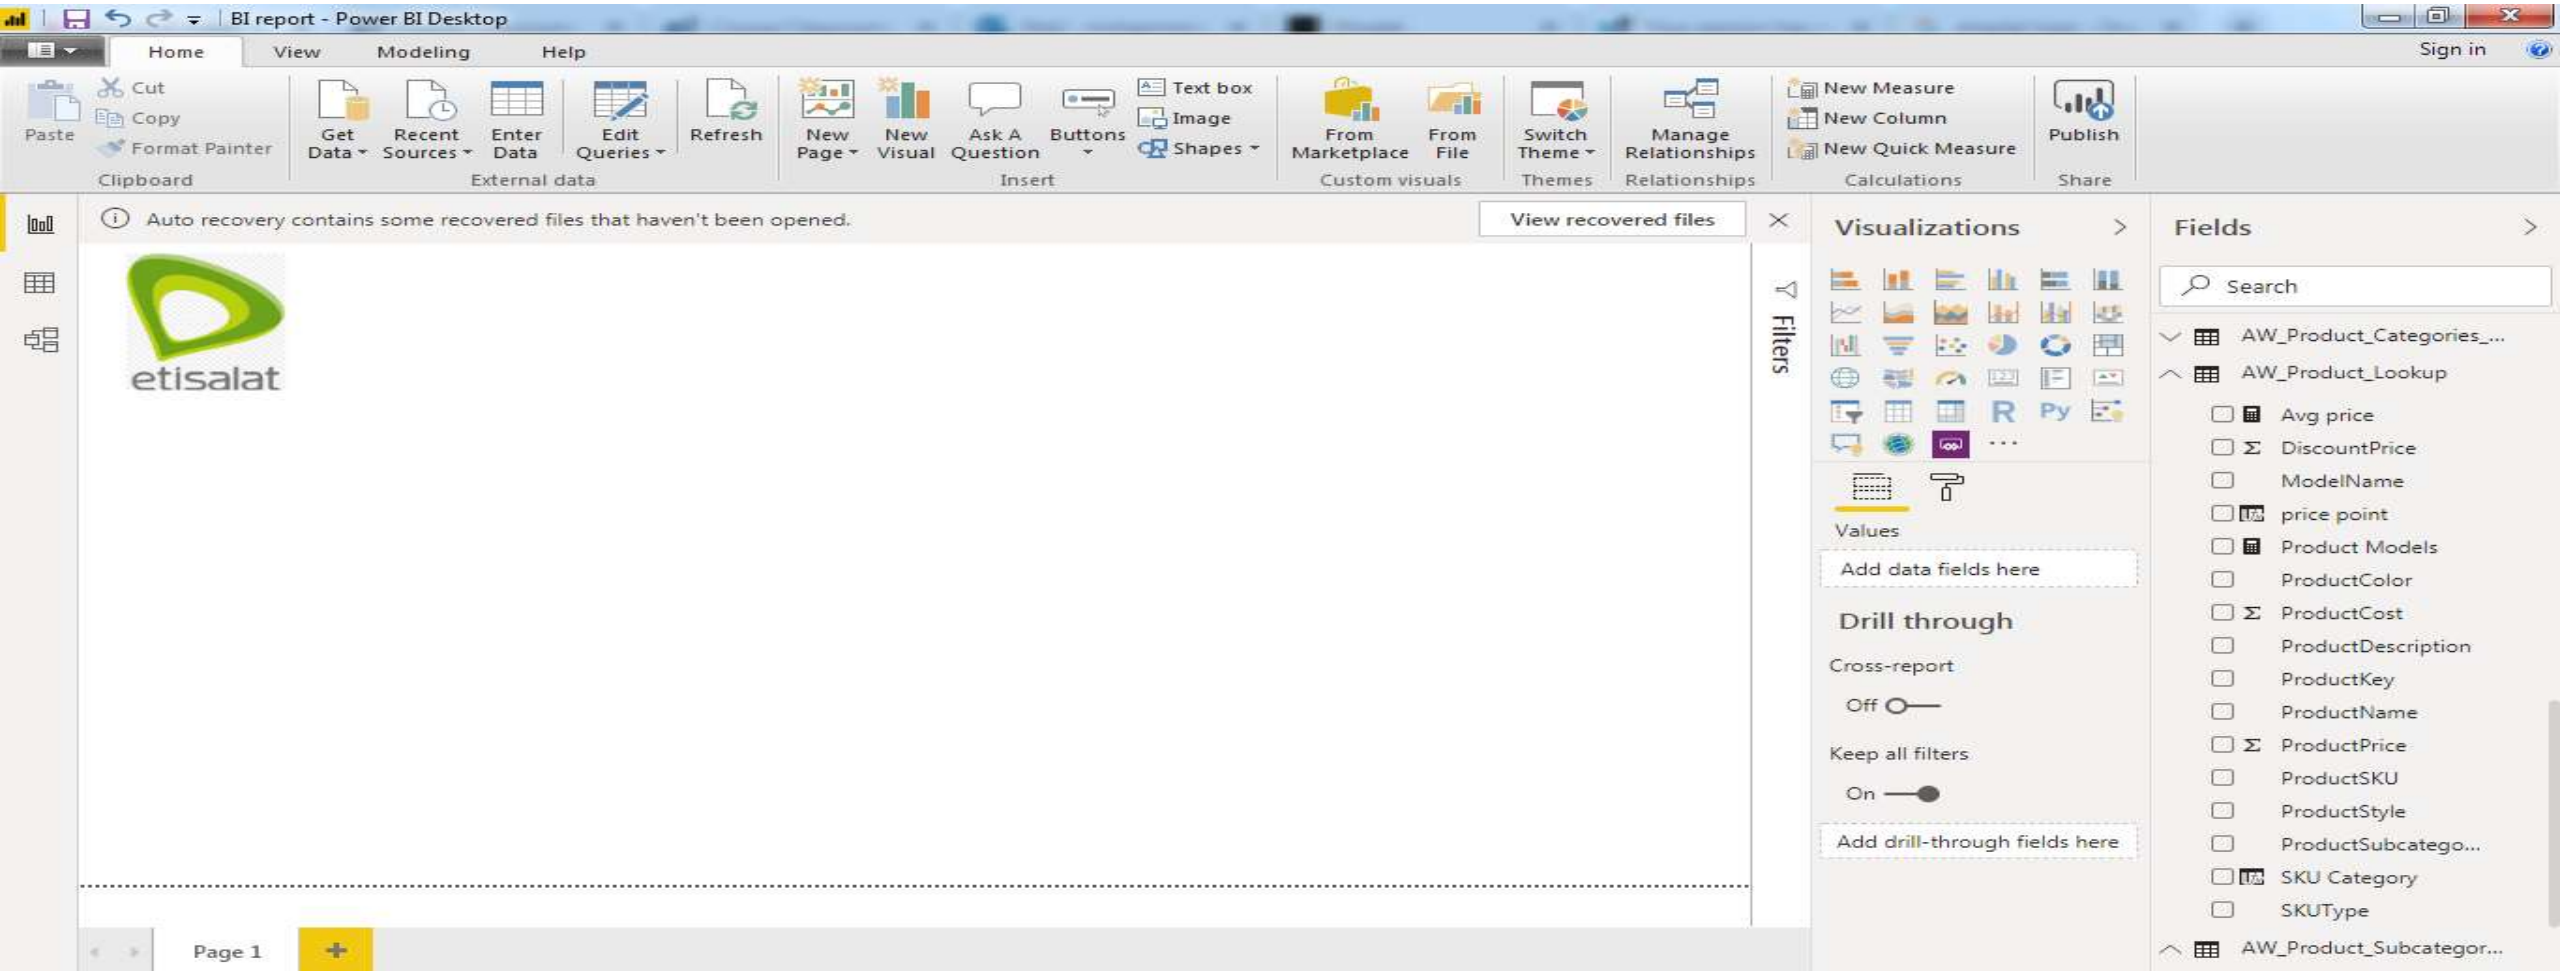 BI report - Power BI Desktop
Home View Modeling Help Sign in
Paste
Cut
Copy
Format Painter
Clipboard
Get Data
Recent Sources
Enter Data
Edit Queries
Refresh
External data
New Page
New Visual
Ask A Question
Buttons
Text box
Image
Shapes
Insert
From Marketplace
From File
Custom visuals
Switch Theme
Themes
Manage Relationships
Relationships
New Measure
New Column
New Quick Measure
Calculations
Publish
Share
Auto recovery contains some recovered files that haven't been opened.
View recovered files
etisalat
Filters
Visualizations
123
R
Py
Values
Add data fields here
Drill through
Cross-report
Off
Keep all filters
On
Add drill-through fields here
Fields
Search
AW_Product_Categories_...
AW_Product_Lookup
Avg price
Σ DiscountPrice
ModelName
price point
Product Models
ProductColor
Σ ProductCost
ProductDescription
ProductKey
ProductName
Σ ProductPrice
ProductSKU
ProductStyle
ProductSubcatego...
SKU Category
SKUType
AW_Product_Subcategor...
Page 1